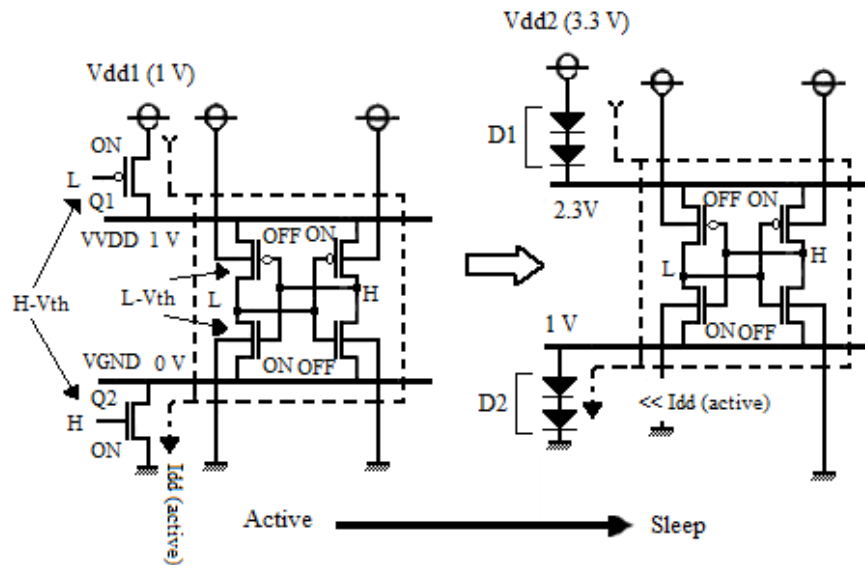 Vdd1 (1 V)
ON
L
Q1
VVDD 1 V
OFF
ON
H-Vth
L-Vth
L
H
VGND 0 V
ON
OFF
Q2
H
ON
Idd (active)
Vdd2 (3.3 V)
D1
2.3V
OFF
ON
L
H
1 V
ON
OFF
D2
<< Idd (active)
Active
Sleep